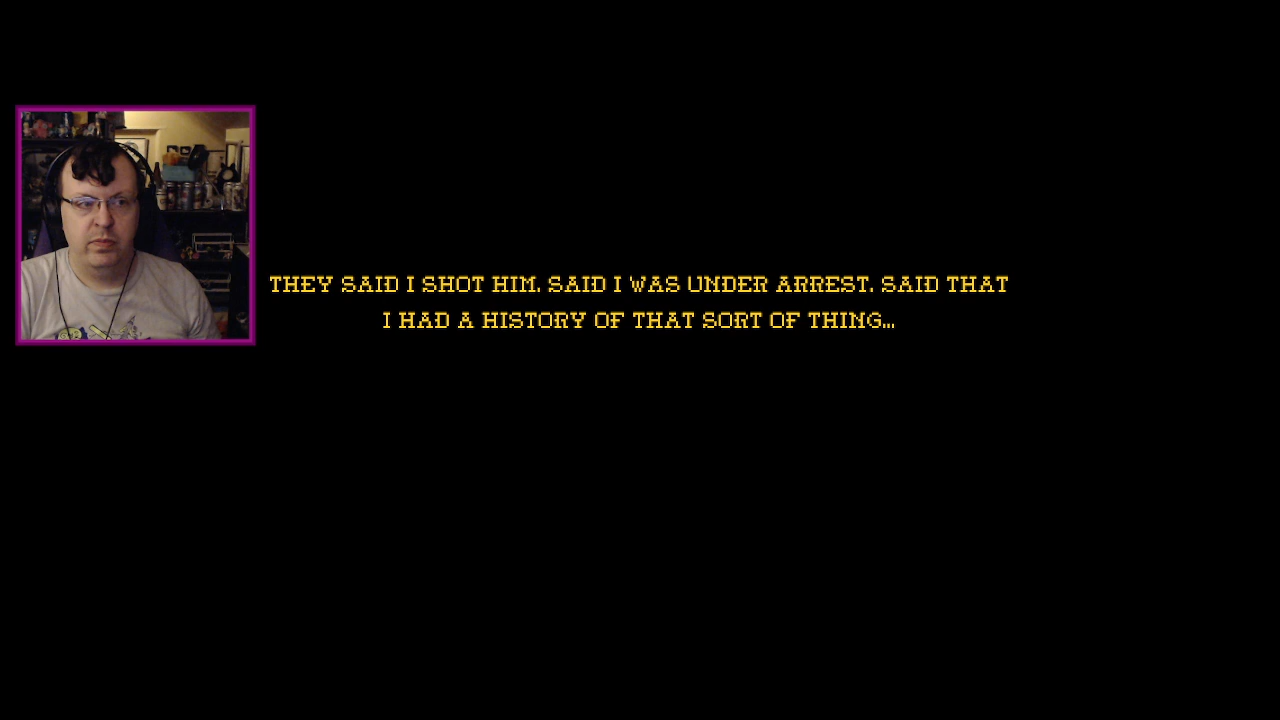 THEY SAID I SHOT HIM. SAID I WAS UNDER ARREST. SAID THAT
I HAD A HISTORY OF THAT SORT OF THING...